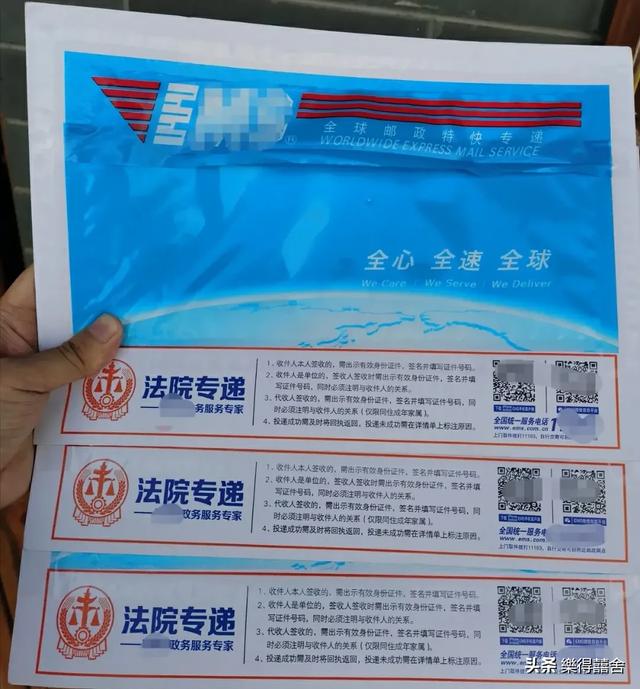 全球邮政特快专递
WORLDWIDE EXPRESS MAIL SERVICE
全心 全速 全球
We Care We Serve We Deliver
法院专递
务服务专家
1、收件人本人签收的，需出示有效身份证件，签名并填写证件号码。
2、收件人是单位的，签收人签收时需出示有效身份证件，签名并填
写证件号码，同时必须注明与收件人的关系。
3、代收人签收的，需出示有效身份证件，签名并填写证件号码，同
时必须注明与收件人的关系（仅限同住成年家属）。
4、投递成功需及时将回执返回，投递未成功需在详情单上标注原因。
全国统一服务电话
www.ems.com.cn
法院专递
政务服务专家
1、收件人本人签收的，需出示有效身份证件，签名并填写证件号码。
2、收件人是单位的，签收人签收时需出示有效身份证件，签名并填
写证件号码，同时必须注明与收件人的关系。
3、代收人签收的，需出示有效身份证件，签名并填写证件号码，同
时必须注明与收件人的关系（仅限同住成年家属）。
4、投递成功需及时将回执返回，投递未成功需在详情单上标注原因。
全国统一服务电
www.ems.com.cn
法院专递
政务服务专家
1、收件人本人签收的，需出示有效身份证件，签名并填写证件号码。
2、收件人是单位的，签收人签收时需出示有效身份证件，签名并填
写证件号码，同时必须注明与收件人的关系。
3、代收人签收的，需出示有效身份证件，签名并填写证件号码，同
时必须注明与收件人的关系（仅限同住成年家属）。
4、投递成功需及时将回执返回，投递未成功需在详情单上标注原因。
全国统一服务电话
头条 @樂得囍舍